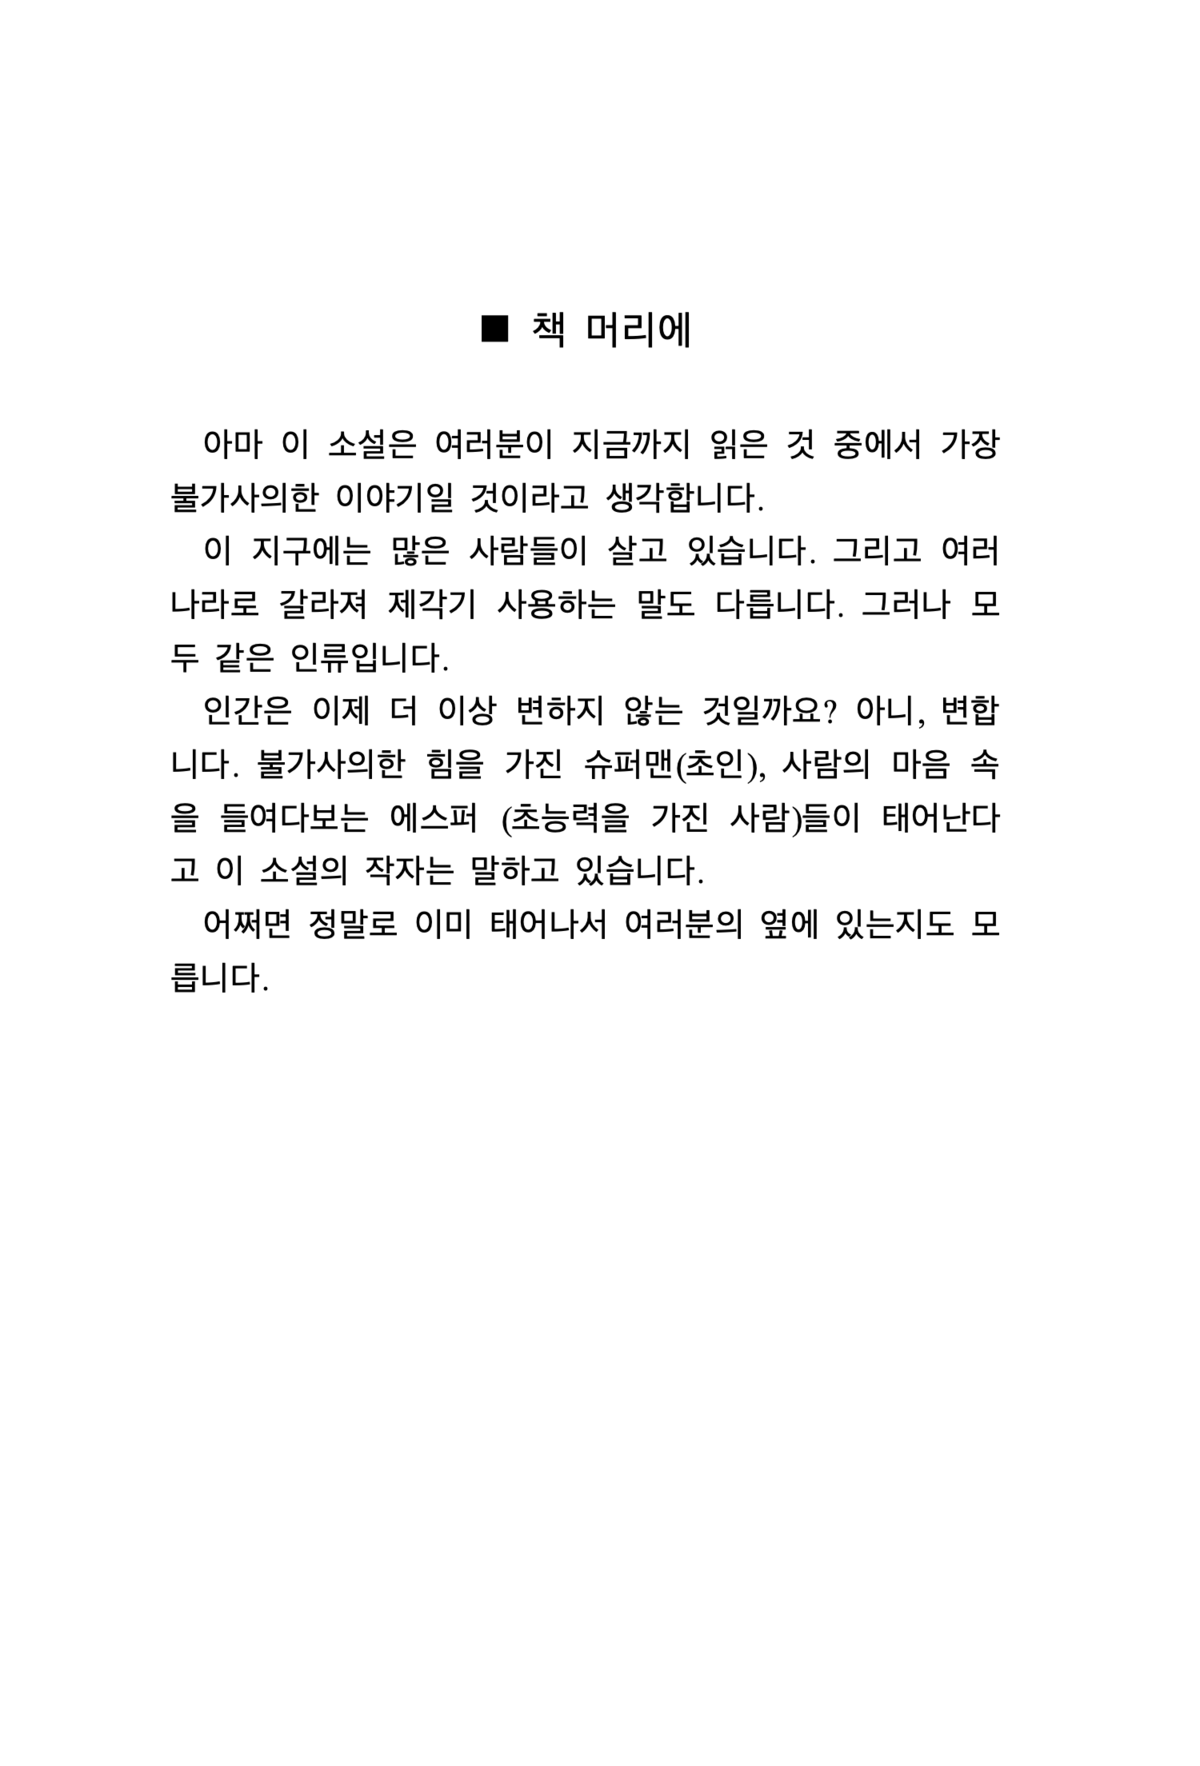 ■ 책 머리에
아마 이 소설은 여러분이 지금까지 읽은 것 중에서 가장
불가사의한 이야기일 것이라고 생각합니다.
이 지구에는 많은 사람들이 살고 있습니다. 그리고 여러
나라로 갈라져 제각기 사용하는 말도 다릅니다. 그러나 모
두 같은 인류입니다.
인간은 이제 더 이상 변하지 않는 것일까요? 아니, 변합
니다. 불가사의한 힘을 가진 슈퍼맨(초인), 사람의 마음 속
을 들여다보는 에스퍼 (초능력을 가진 사람)들이 태어난다
고 이 소설의 작자는 말하고 있습니다.
어쩌면 정말로 이미 태어나서 여러분의 옆에 있는지도 모
릅니다.